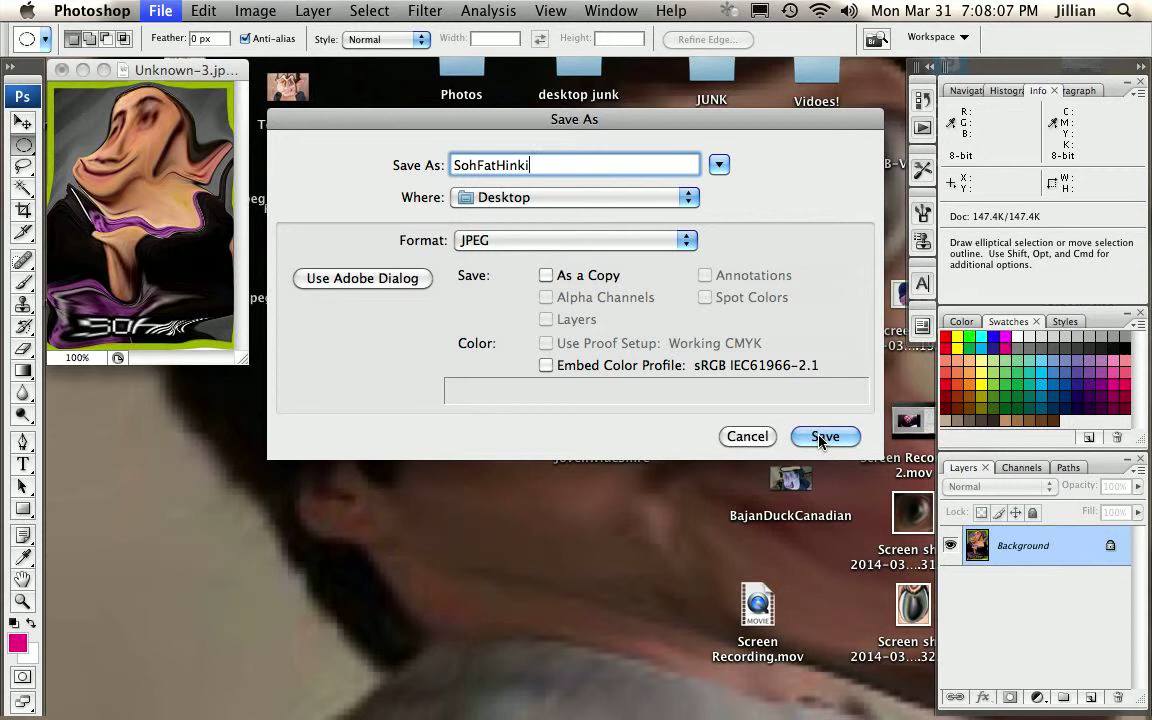 Photoshop File Edit Image Layer Select Filter Analysis View Window Help Mon Mar 31 7:08:07 PM Jillian
Feather: 0 px Anti-alias Style: Normal Width: Height: Refine Edge... Br Workspace
Unknown-3.jp...
Ps
100%
Photos
desktop junk
JUNK
Vidoes!
Save As
Save As: SohFatHinki
Where: Desktop
Format: JPEG
Use Adobe Dialog
Save: As a Copy Annotations
Alpha Channels Spot Colors
Layers
Color: Use Proof Setup: Working CMYK
Embed Color Profile: sRGB IEC61966-2.1
Cancel Save
BajanDuckCanadian
Screen Reco
2.mov
Screen sh
2014-03...31
Screen
Recording.mov
Screen sh
2014-03...32
Navigat Histogra Info aragraph
R: C:
G: M:
B: Y:
K:
8-bit 8-bit
X: W:
Y: H:
Doc: 147.4K/147.4K
Draw elliptical selection or move selection
outline. Use Shift, Opt, and Cmd for
additional options.
Color Swatches Styles
Layers Channels Paths
Normal Opacity: 100%
Lock: Fill: 100%
Background